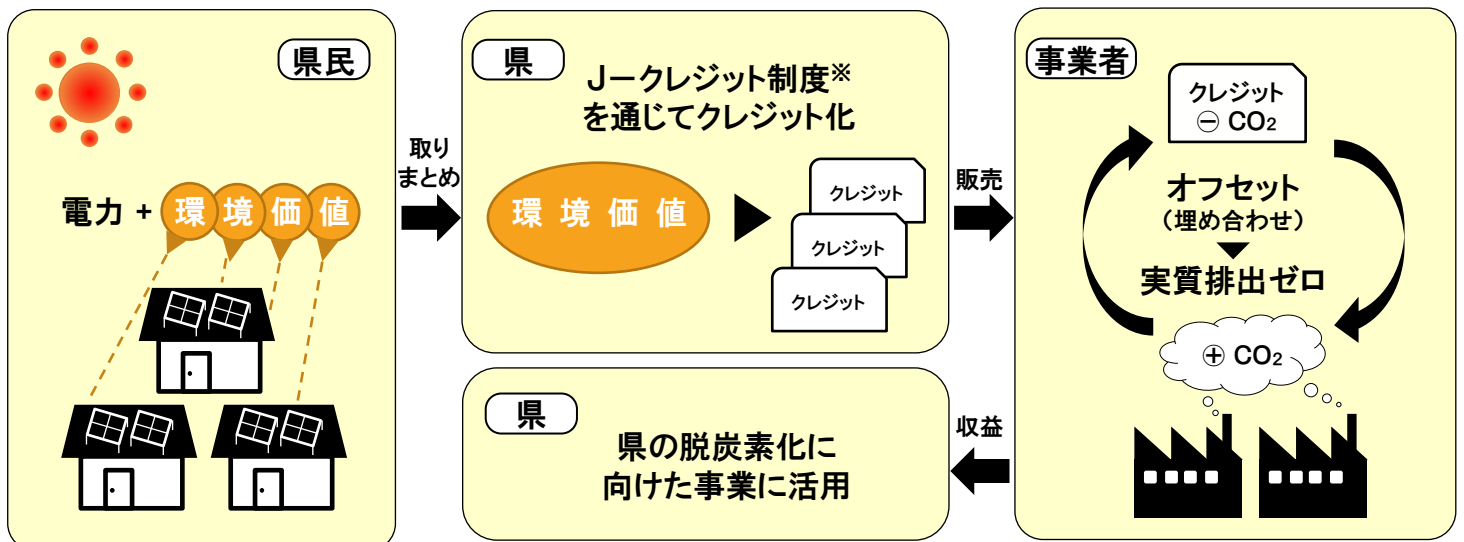 県民
電力 + 環境価値
取り
まとめ
県
Jークレジット制度※
を通じてクレジット化
環境価値
クレジット
クレジット
クレジット
販売
事業者
クレジット
⊖ CO₂
オフセット
(埋め合わせ)
実質排出ゼロ
⊕ CO₂
収益
県
県の脱炭素化に
向けた事業に活用